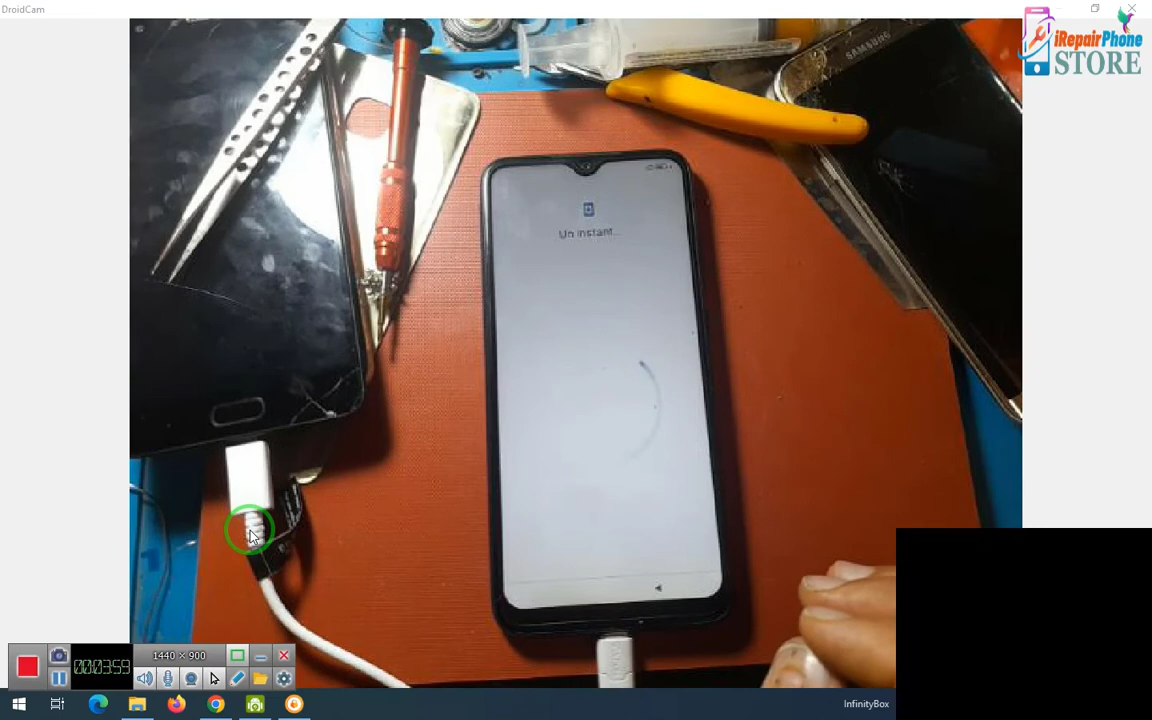 DroidCam
iRepairPhone
STORE
SAMSUNG
Un instant...
00:03:59
1440 × 900
InfinityBox